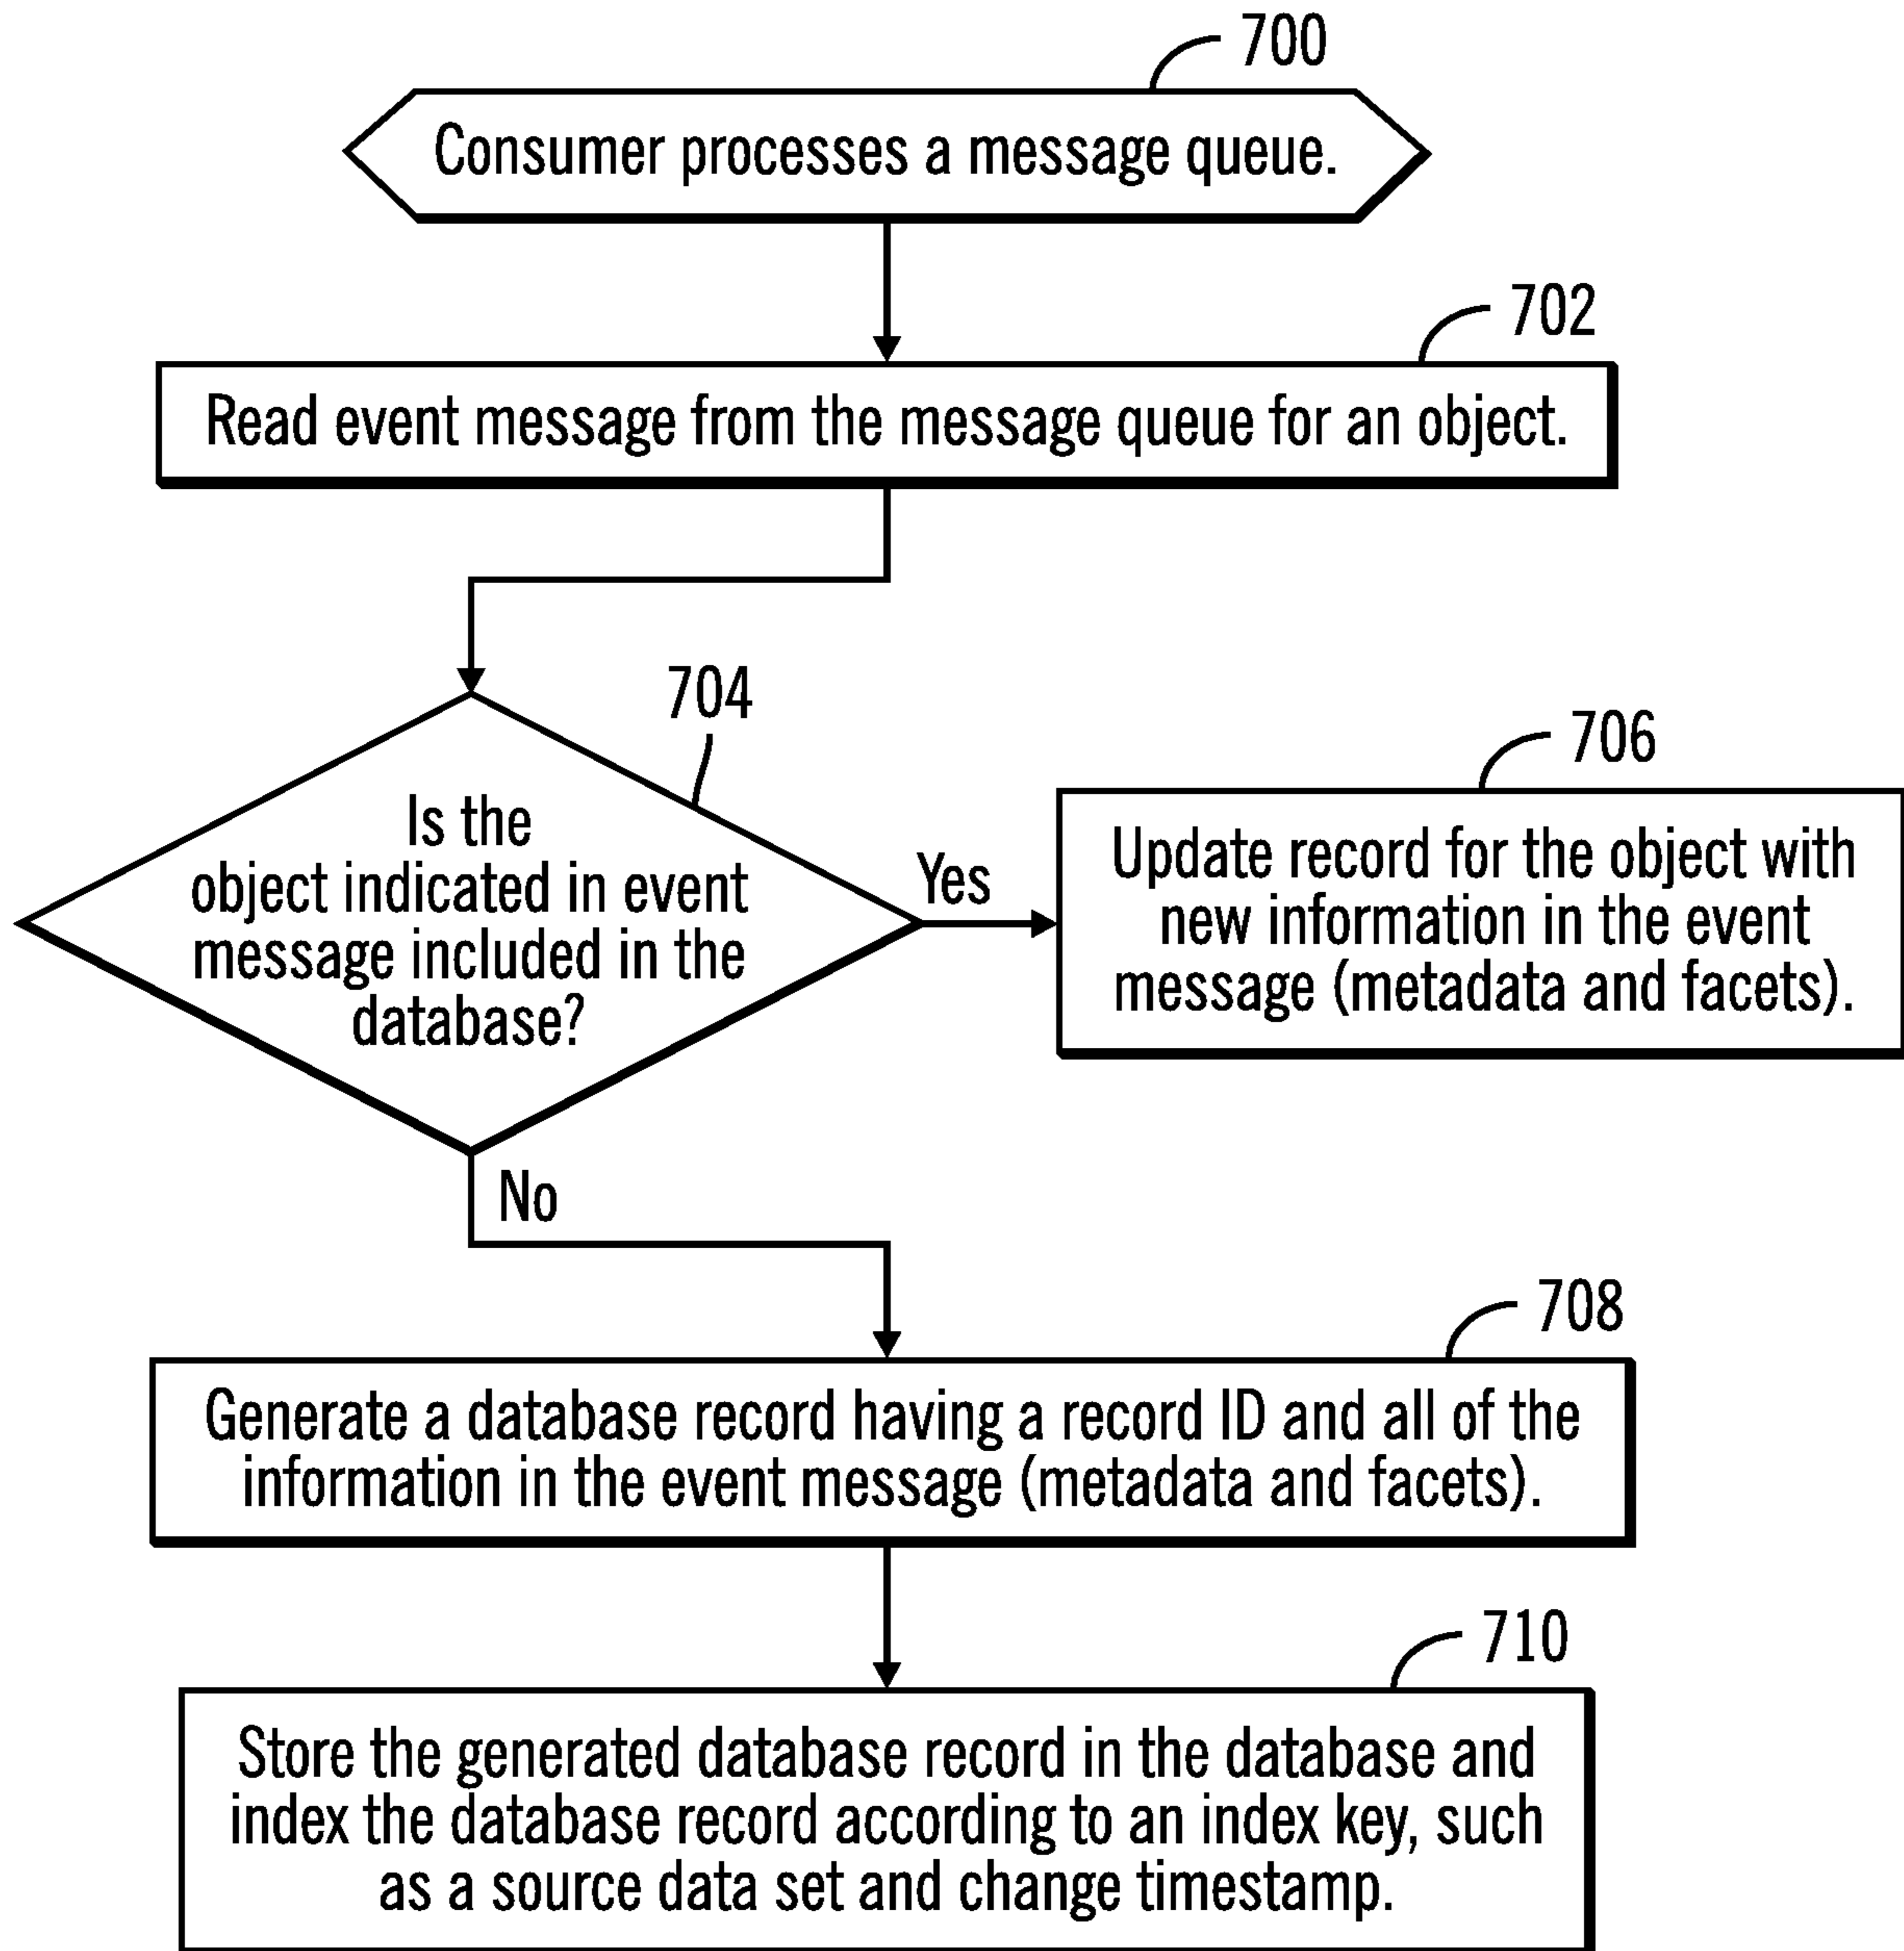 700
Consumer processes a message queue.
702
Read event message from the message queue for an object.
704
Is the
object indicated in event
message included in the
database?
Yes
706
Update record for the object with
new information in the event
message (metadata and facets).
No
708
Generate a database record having a record ID and all of the
information in the event message (metadata and facets).
710
Store the generated database record in the database and
index the database record according to an index key, such
as a source data set and change timestamp.